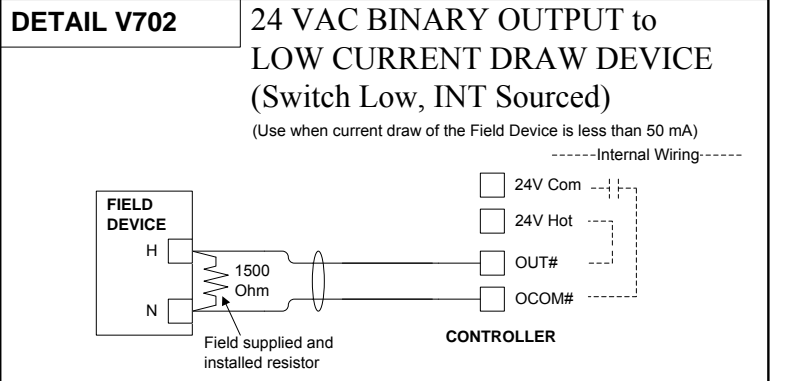 DETAIL V702
24 VAC BINARY OUTPUT to
LOW CURRENT DRAW DEVICE
(Switch Low, INT Sourced)
(Use when current draw of the Field Device is less than 50 mA)
------Internal Wiring------
24V Com
FIELD
DEVICE
24V Hot
H
OUT#
1500
Ohm
OCOM#
N
Field supplied and
installed resistor
CONTROLLER